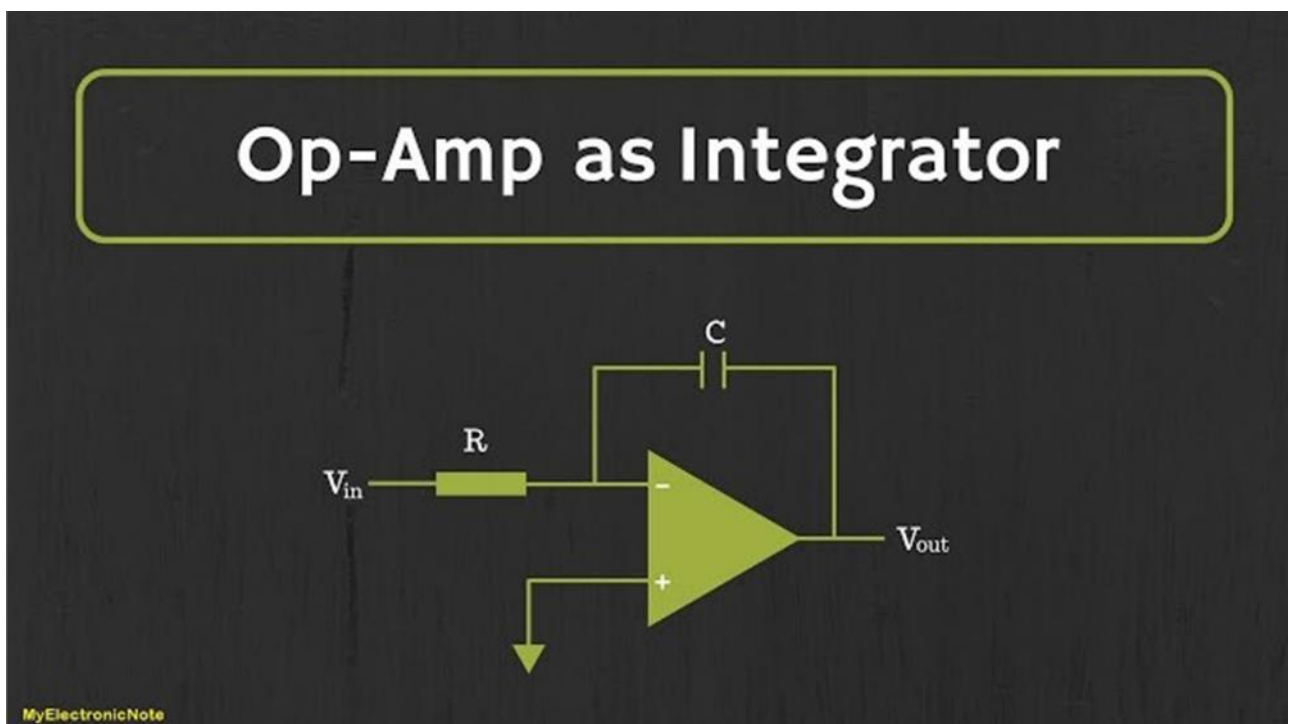 Op-Amp as Integrator
C
R
Vin
−
Vout
+
MyElectronicNote